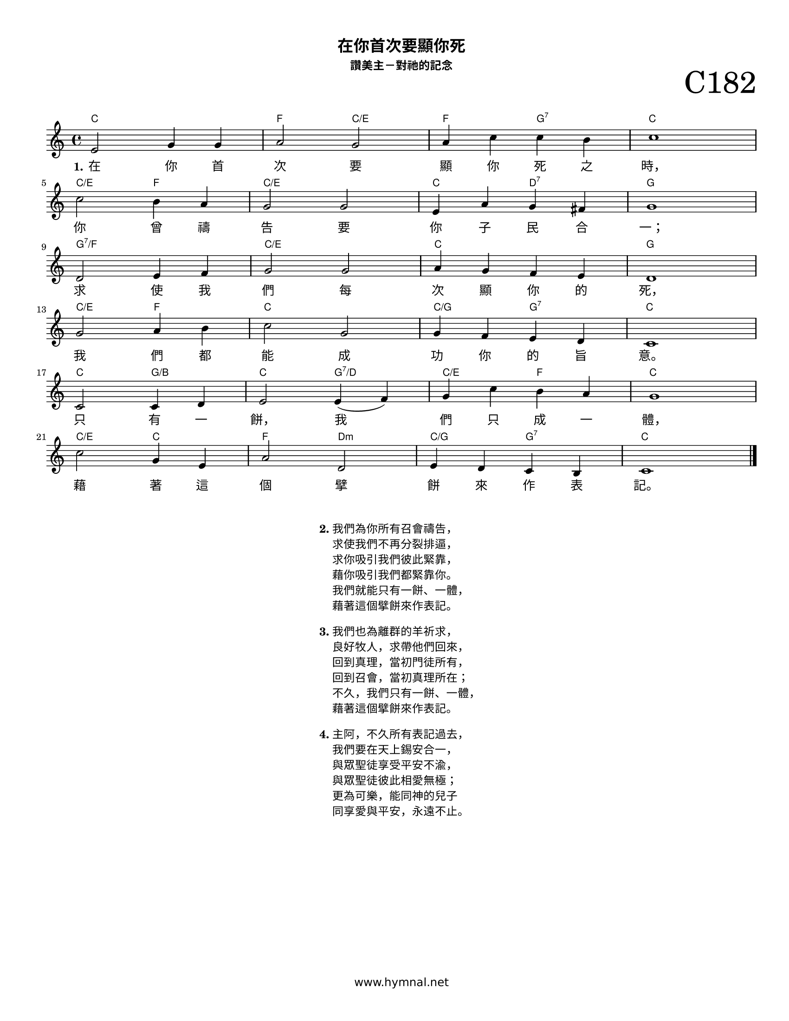 在你首次要顯你死
讚美主－對祂的記念
C182
C F C/E F G7 C
1. 在 你 首 次 要 顯 你 死 之 時，
5 C/E F C/E C D7 G
你 曾 禱 告 要 你 子 民 合 一；
9 G7/F C/E C G
求 使 我 們 每 次 顯 你 的 死，
13 C/E F C C/G G7 C
我 們 都 能 成 功 你 的 旨 意。
17 C G/B C G7/D C/E F C
只 有 一 餅， 我 們 只 成 一 體，
21 C/E C F Dm C/G G7 C
藉 著 這 個 擘 餅 來 作 表 記。
2. 我們為你所有召會禱告，
求使我們不再分裂排逼，
求你吸引我們彼此緊靠，
藉你吸引我們都緊靠你。
我們就能只有一餅、一體，
藉著這個擘餅來作表記。
3. 我們也為離群的羊祈求，
良好牧人，求帶他們回來，
回到真理，當初門徒所有，
回到召會，當初真理所在；
不久，我們只有一餅、一體，
藉著這個擘餅來作表記。
4. 主阿，不久所有表記過去，
我們要在天上錫安合一，
與眾聖徒享受平安不渝，
與眾聖徒彼此相愛無極；
更為可樂，能同神的兒子
同享愛與平安，永遠不止。
www.hymnal.net